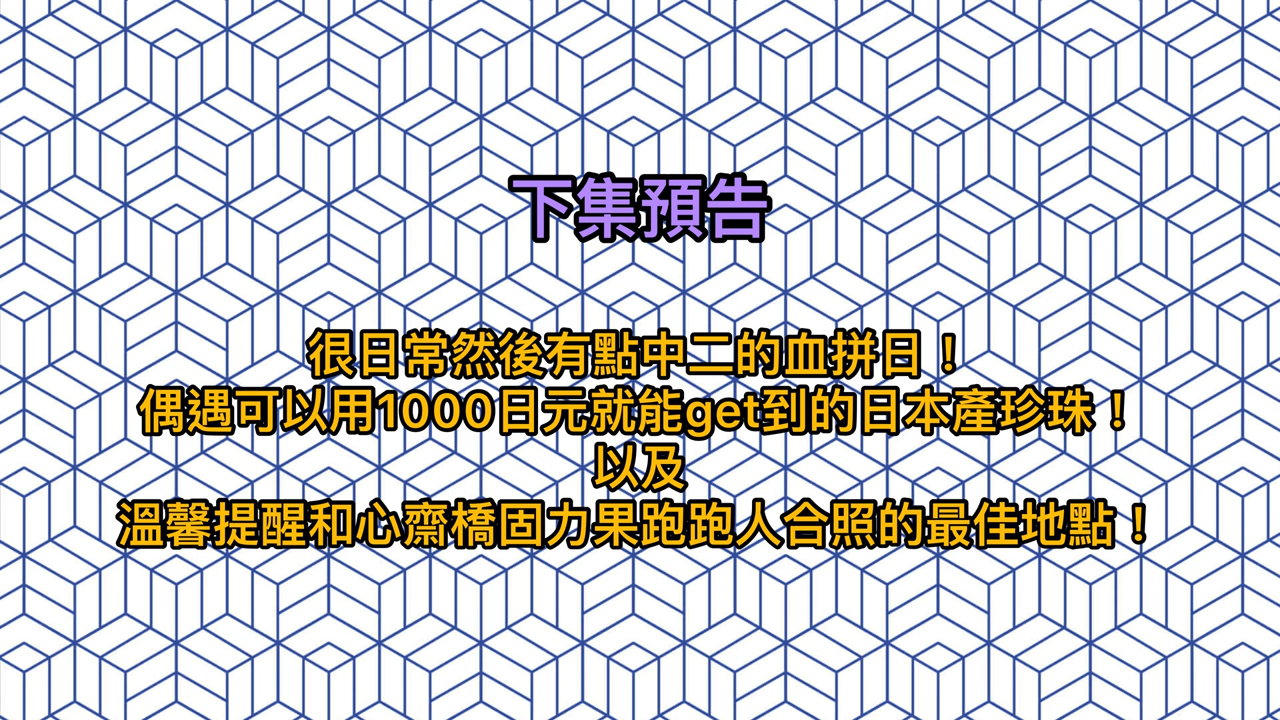 下集預告
很日常然後有點中二的血拼日！
偶遇可以用1000日元就能get到的日本產珍珠！
以及
溫馨提醒和心齋橋固力果跑跑人合照的最佳地點！